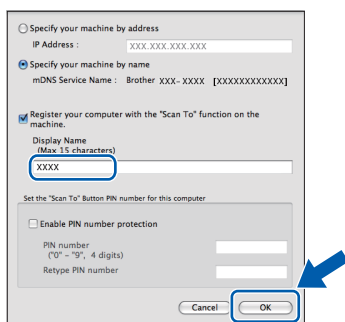 Specify your machine by address
IP Address :
XXX.XXX.XXX.XXX
Specify your machine by name
mDNS Service Name : Brother XXX-XXXX [XXXXXXXXXXXX]
Register your computer with the "Scan To" function on the
machine.
Display Name
(Max 15 characters)
XXXX
Set the "Scan To" Button PIN number for this computer
Enable PIN number protection
PIN number
("0" – "9", 4 digits)
Retype PIN number
Cancel OK